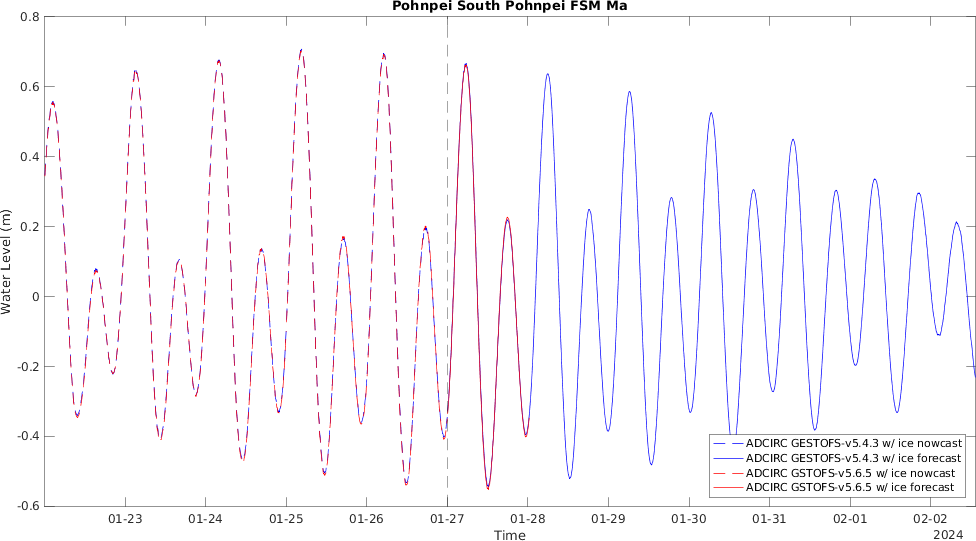 Pohnpei South Pohnpei FSM Ma
Water Level (m)
0.8
0.6
0.4
0.2
0
-0.2
-0.4
-0.6
ADCIRC GESTOFS-v5.4.3 w/ ice nowcast
ADCIRC GESTOFS-v5.4.3 w/ ice forecast
ADCIRC GSTOFS-v5.6.5 w/ ice nowcast
ADCIRC GSTOFS-v5.6.5 w/ ice forecast
01-23 01-24 01-25 01-26 01-27 01-28 01-29 01-30 01-31 02-01 02-02
2024
Time